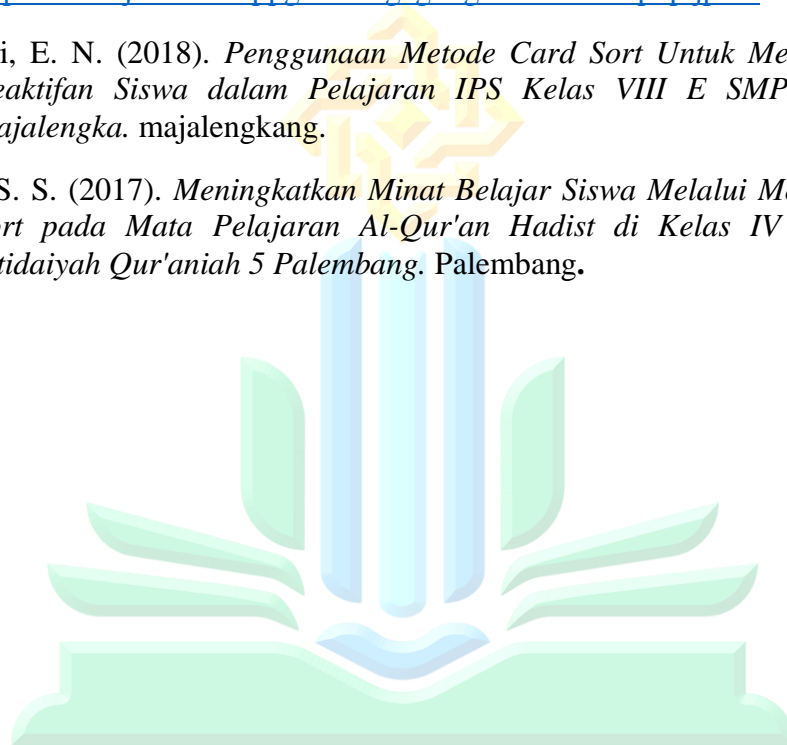 i, E. N. (2018). Penggunaan Metode Card Sort Untuk Me
eaktifan Siswa dalam Pelajaran IPS Kelas VIII E SMP
ajalengka. majalengkang.
S. S. (2017). Meningkatkan Minat Belajar Siswa Melalui Me
ort pada Mata Pelajaran Al-Qur'an Hadist di Kelas IV
tidaiyah Qur'aniah 5 Palembang. Palembang.